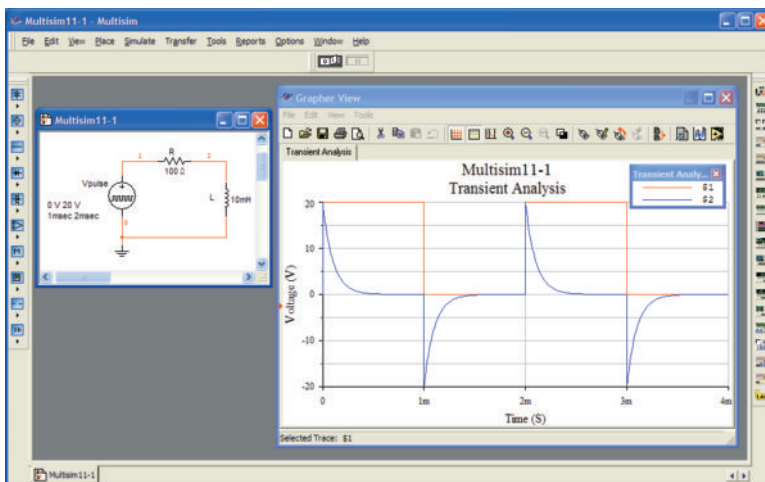 Multisim11-1 - Multisim
File Edit View Place Simulate Transfer Tools Reports Options Window Help
Multisim11-1
1
R
2
100Ω
Vpulse
L
10mH
0 V 20 V
1msec 2msec
0
Grapher View
File Edit View Tools
Transient Analysis
Multisim11-1
Transient Analysis
Transient Analy...
$1
$2
Voltage (V)
20
10
0
-10
-20
0 1m 2m 3m 4m
Time (S)
Selected Trace: $1
Multisim11-1